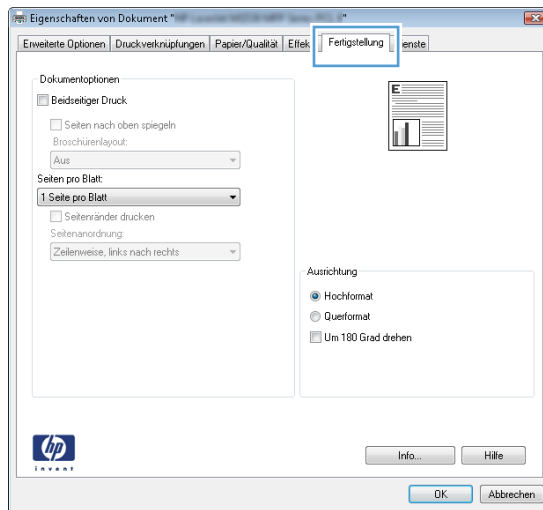 Eigenschaften von Dokument "
Erweiterte Optionen Druckverknüpfungen Papier/Qualität Effek Fertigstellung enste
Dokumentoptionen
Beidseitiger Druck
Seiten nach oben spiegeln
Broschürenlayout:
Aus
Seiten pro Blatt:
1 Seite pro Blatt
Seitenränder drucken
Seitenanordnung:
Zeilenweise, links nach rechts
E
Ausrichtung
Hochformat
Querformat
Um 180 Grad drehen
hp
invent
Info... Hilfe
OK Abbrechen